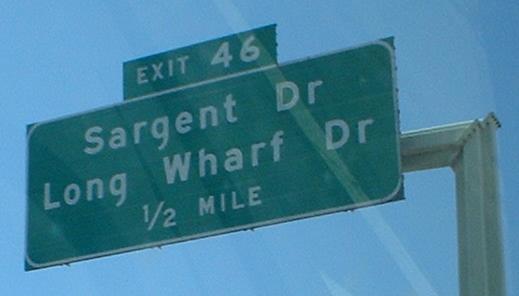 EXIT 46
Sargent Dr
Long Wharf Dr
1/2 MILE